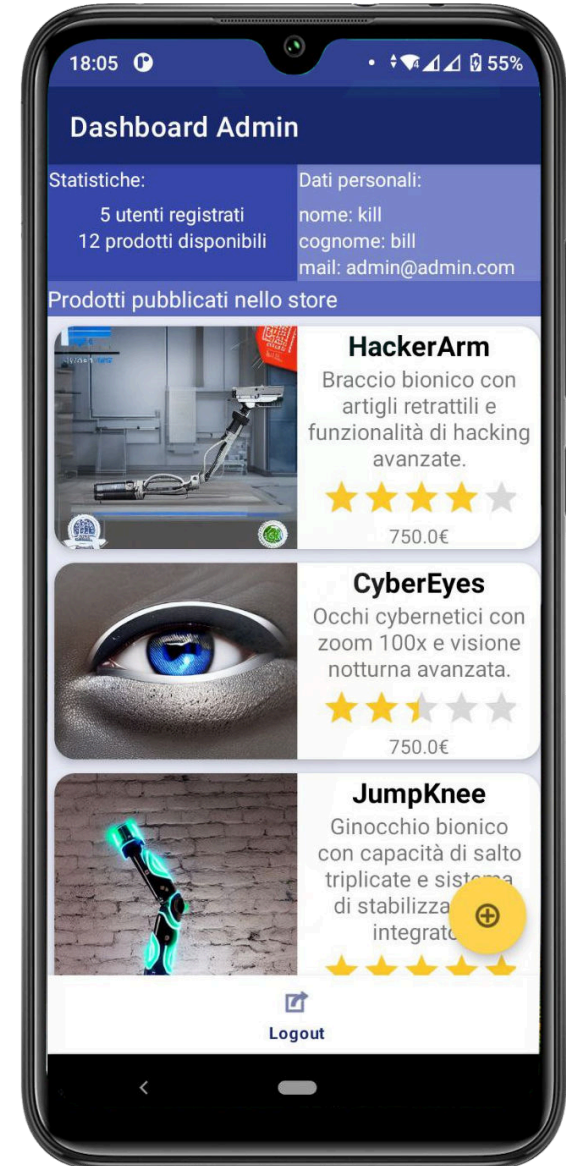 18:05
55%
Dashboard Admin
Statistiche:
5 utenti registrati
12 prodotti disponibili
Dati personali:
nome: kill
cognome: bill
mail: admin@admin.com
Prodotti pubblicati nello store
HackerArm
Braccio bionico con
artigli retrattili e
funzionalità di hacking
avanzate.
750.0€
CyberEyes
Occhi cybernetici con
zoom 100x e visione
notturna avanzata.
750.0€
JumpKnee
Ginocchio bionico
con capacità di salto
triplicate e sistema
di stabilizza
integrato
Logout